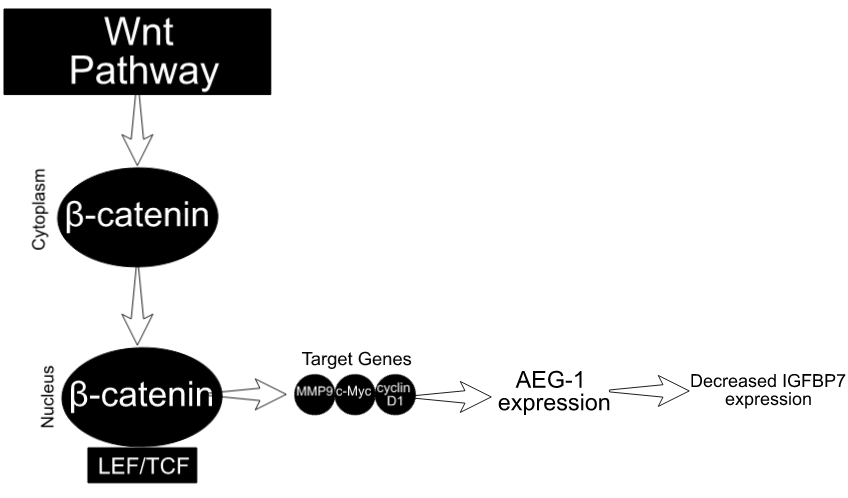 Wnt
Pathway
Cytoplasm
β-catenin
Nucleus
β-catenin
LEF/TCF
Target Genes
MMP9
c-Myc
cyclin
D1
AEG-1
expression
Decreased IGFBP7
expression